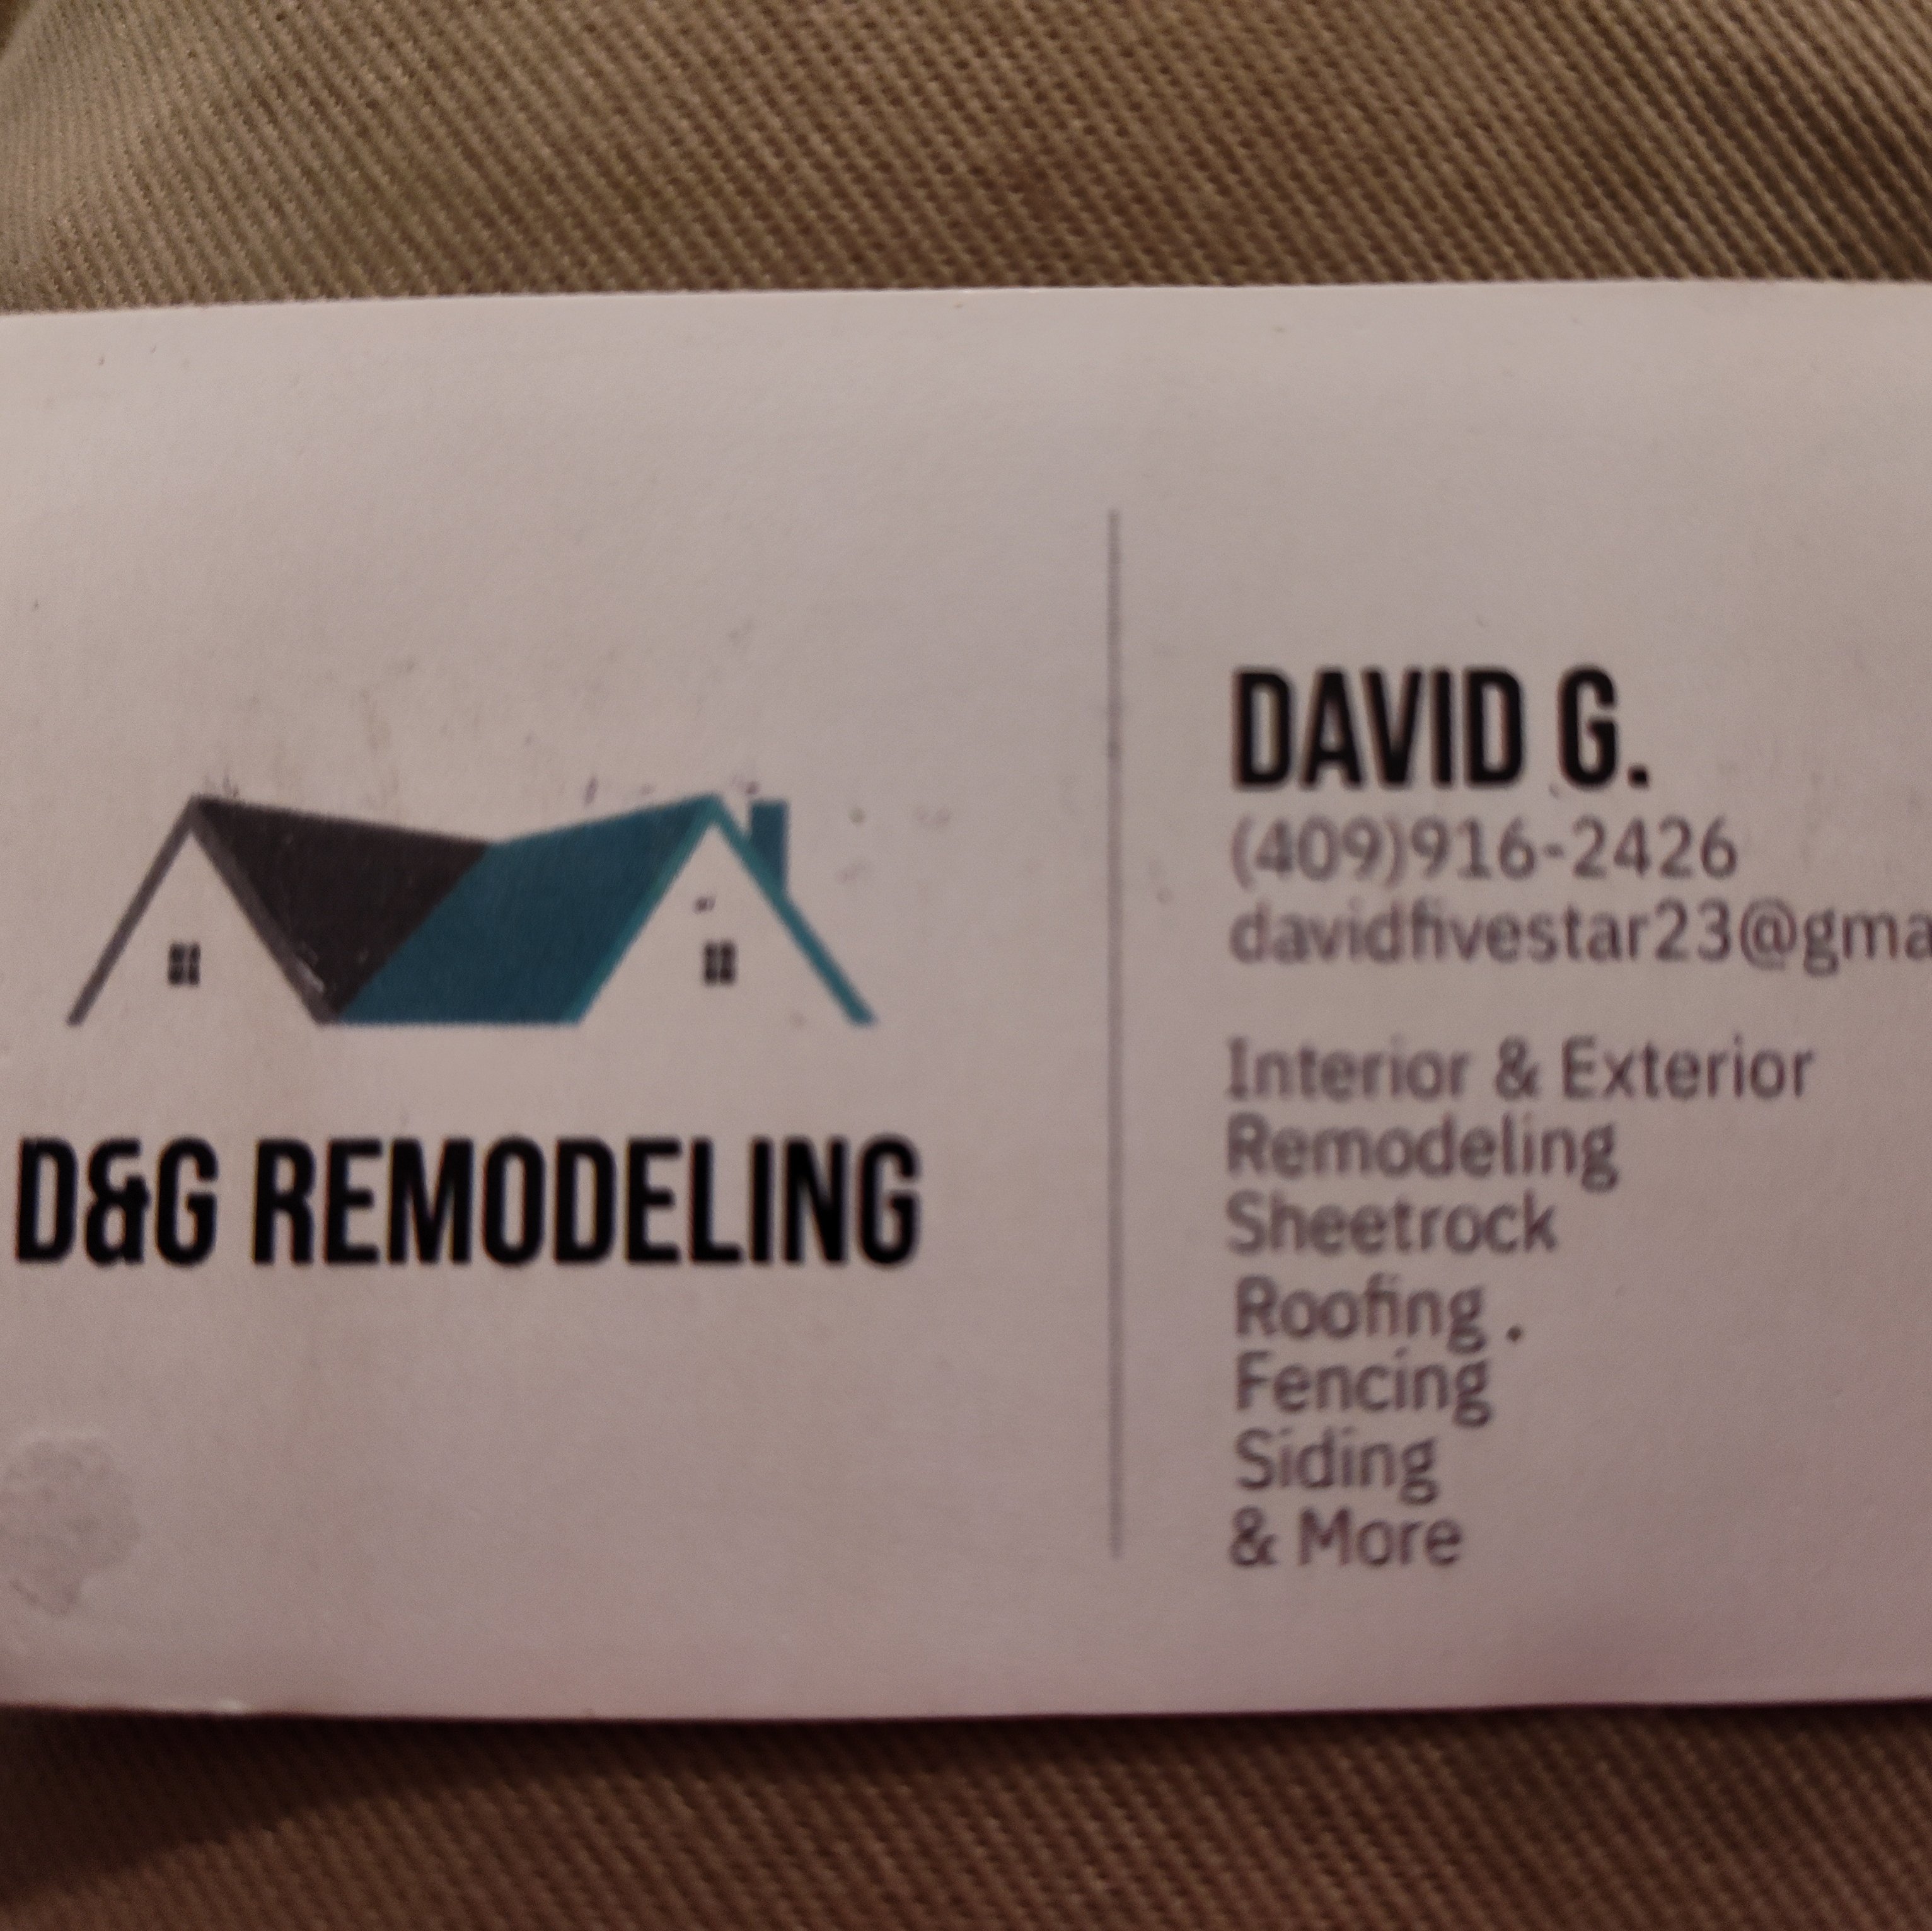 D&G REMODELING
DAVID G.
(409)916-2426
davidfivestar23@gma
Interior & Exterior
Remodeling
Sheetrock
Roofing .
Fencing
Siding
& More